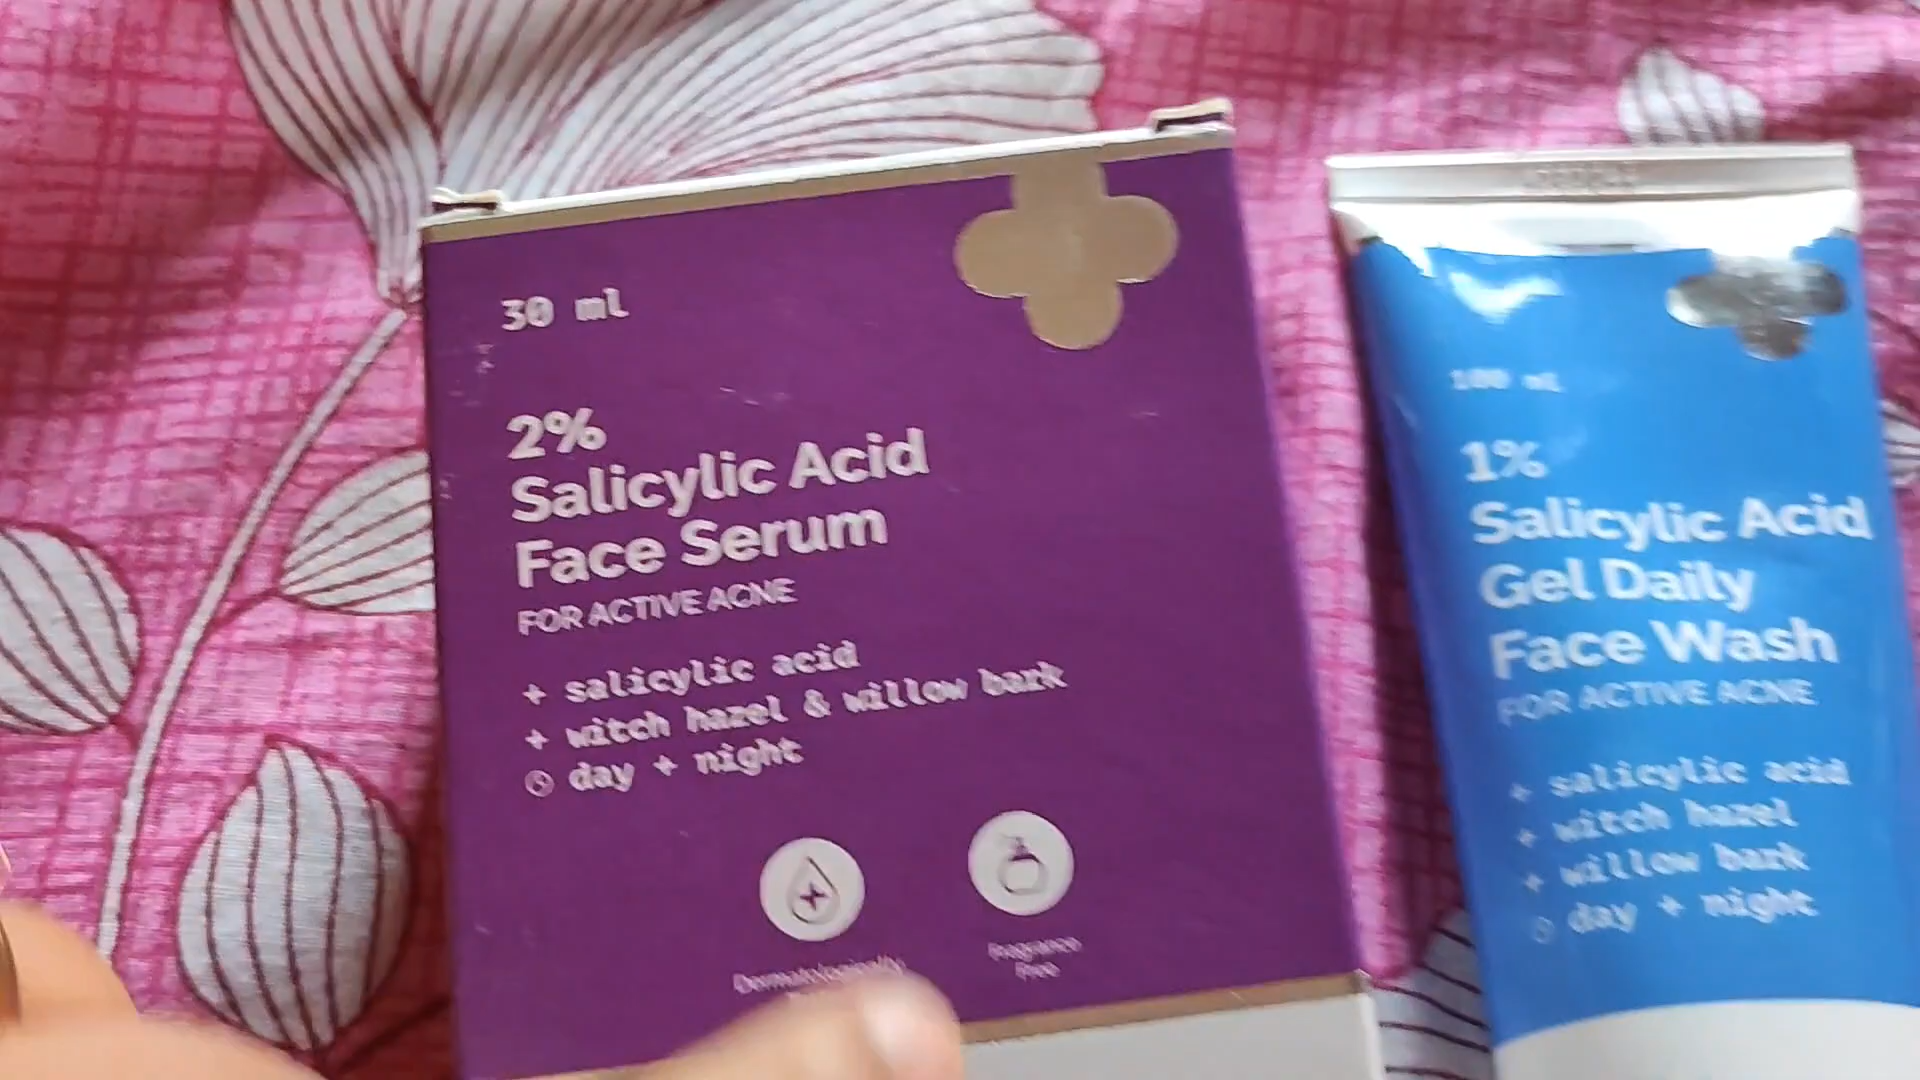 30 ml
2%
Salicylic Acid
Face Serum
FOR ACTIVE ACNE
+ salicylic acid
+ witch hazel & willow bark
day + night
Dermatologically
Fragrance
Free
100 ml
1%
Salicylic Acid
Gel Daily
Face Wash
FOR ACTIVE ACNE
+ salicylic acid
+ witch hazel
+ willow bark
day + night